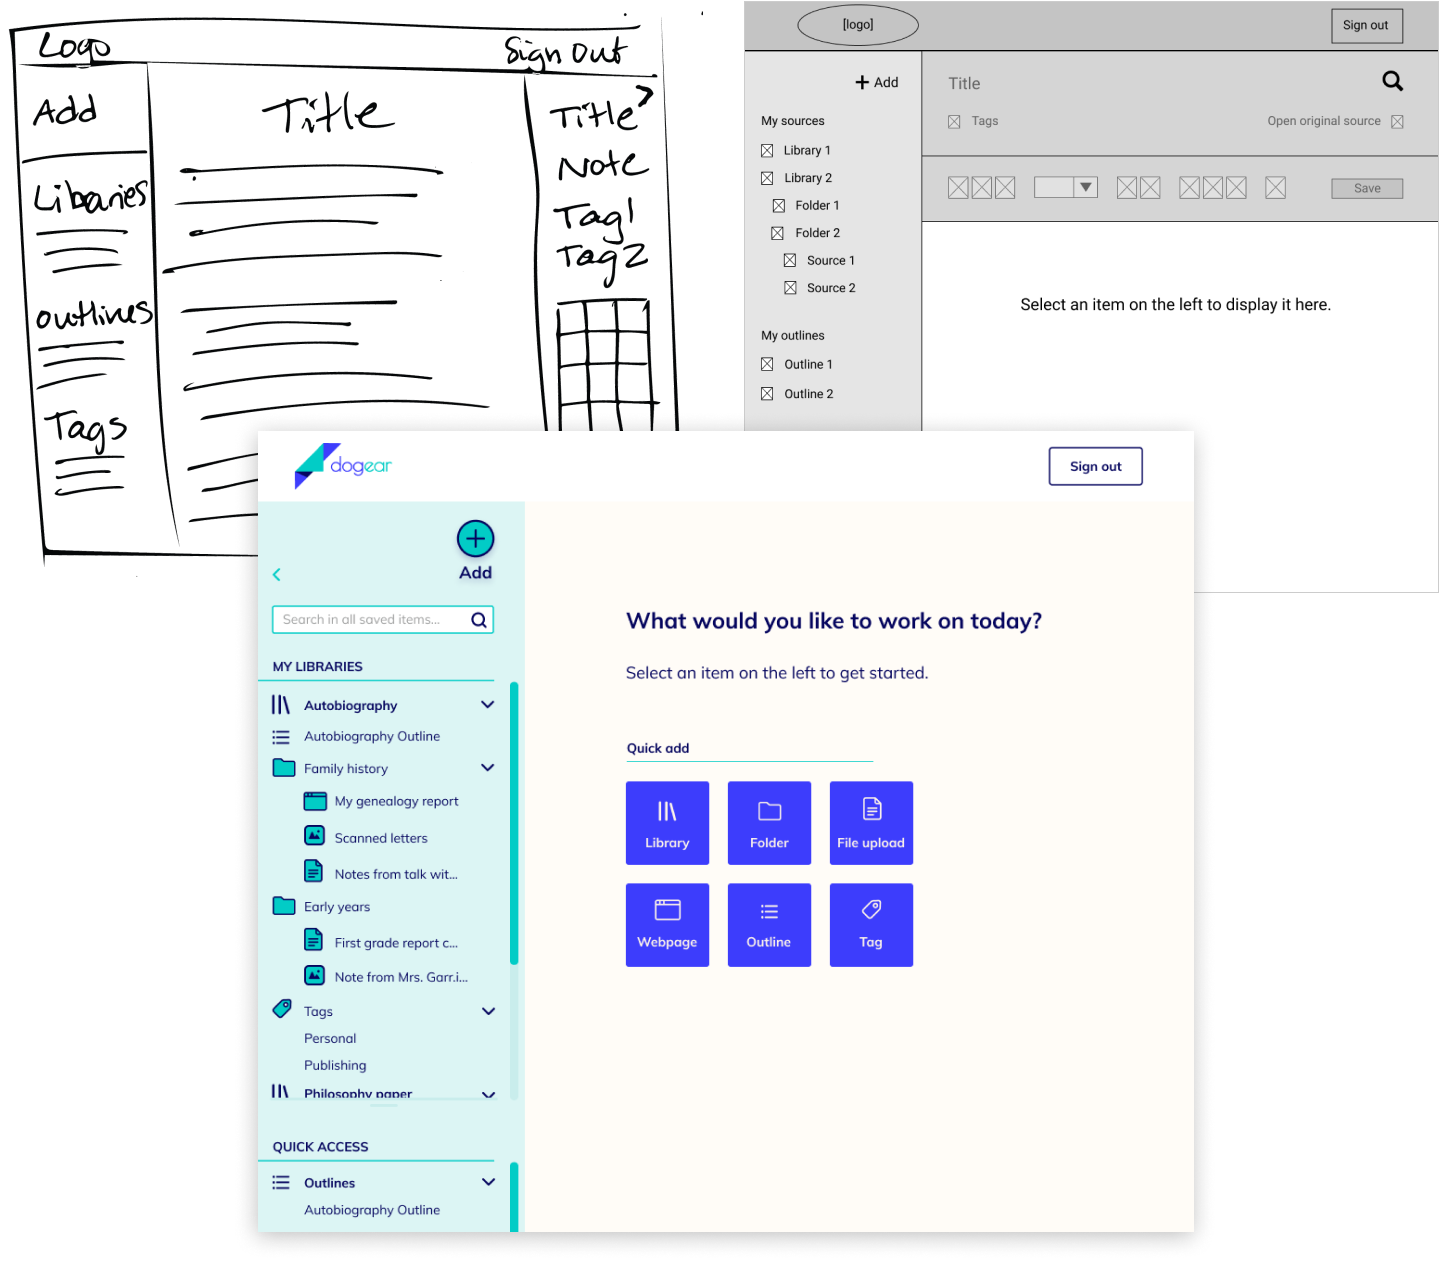 Logo
Sign Out
Add
Libaries
outlines
Tags
Title
Title
Note
Tag1
Tag2
[logo]
Sign out
+ Add
My sources
Library 1
Library 2
Folder 1
Folder 2
Source 1
Source 2
My outlines
Outline 1
Outline 2
Title
Tags
Open original source
Save
Select an item on the left to display it here.
dogear
Sign out
Add
Search in all saved items...
MY LIBRARIES
Autobiography
Autobiography Outline
Family history
My genealogy report
Scanned letters
Notes from talk wit...
Early years
First grade report c...
Note from Mrs. Garr.i...
Tags
Personal
Publishing
Philosophy paper
QUICK ACCESS
Outlines
Autobiography Outline
What would you like to work on today?
Select an item on the left to get started.
Quick add
Library
Folder
File upload
Webpage
Outline
Tag